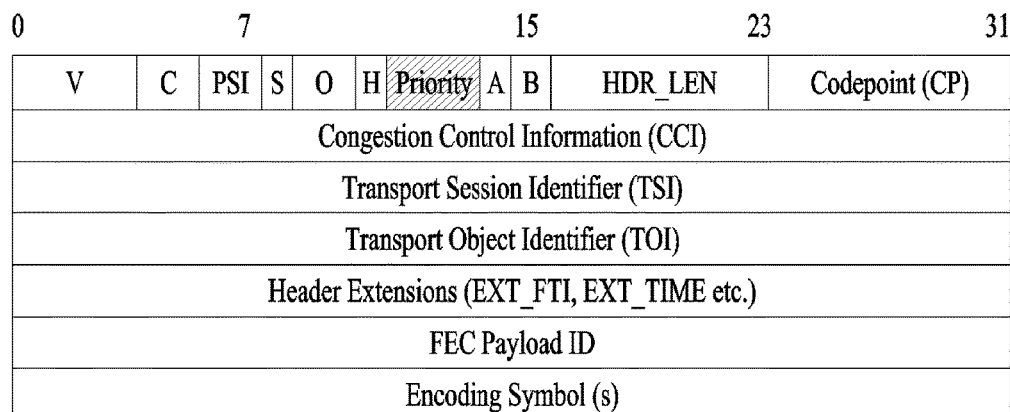 0 7 15 23 31
V C PSI S O H Priority A B HDR_LEN Codepoint (CP)
Congestion Control Information (CCI)
Transport Session Identifier (TSI)
Transport Object Identifier (TOI)
Header Extensions (EXT_FTI, EXT_TIME etc.)
FEC Payload ID
Encoding Symbol (s)